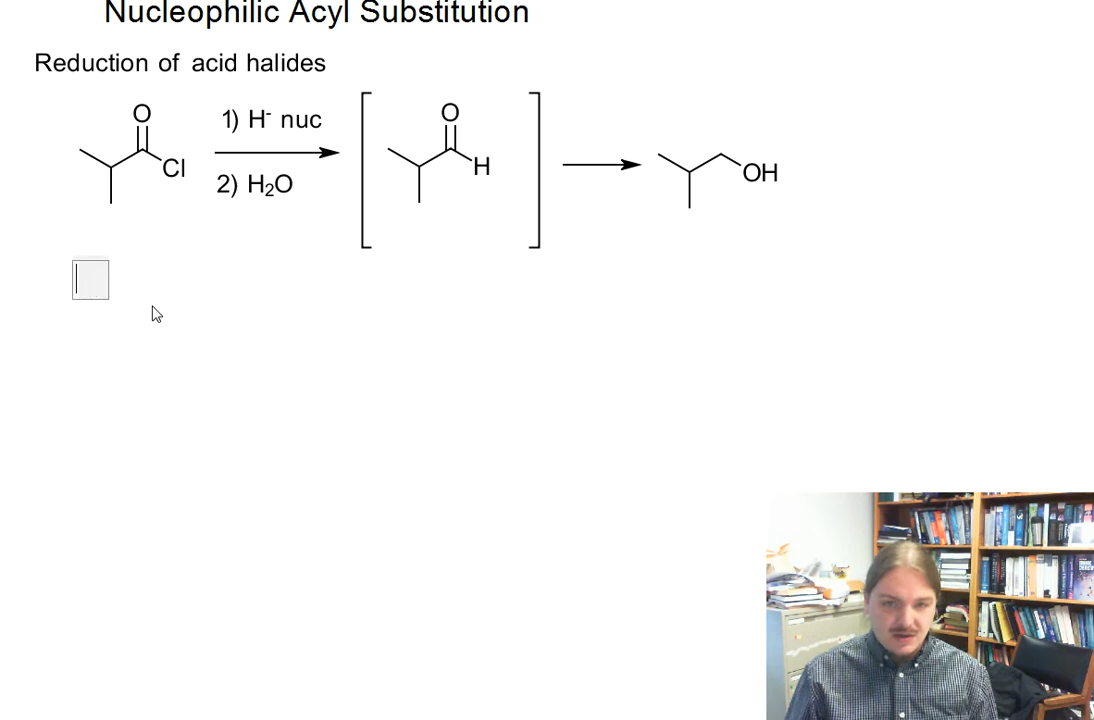 Nucleophilic Acyl Substitution
Reduction of acid halides
O
Cl
1) H⁻ nuc
2) H₂O
O
H
OH